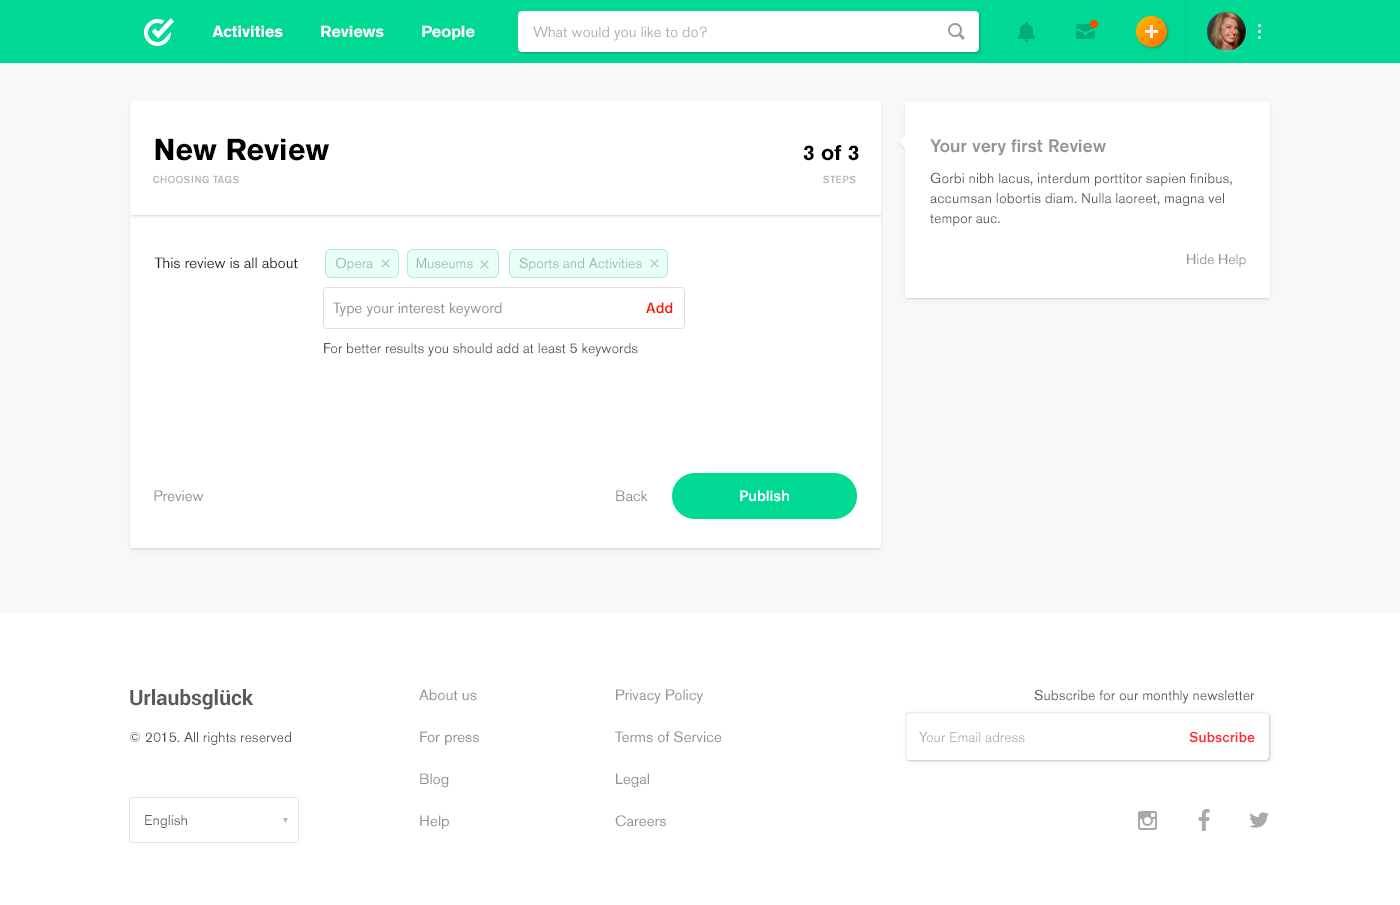 Activities
Reviews
People
What would you like to do?
New Review
CHOOSING TAGS
3 of 3
STEPS
This review is all about
Opera
Museums
Sports and Activities
Type your interest keyword
Add
For better results you should add at least 5 keywords
Preview
Back
Publish
Your very first Review
Gorbi nibh lacus, interdum porttitor sapien finibus,
accumsan lobortis diam. Nulla laoreet, magna vel
tempor auc.
Hide Help
Urlaubsglück
© 2015. All rights reserved
English
About us
For press
Blog
Help
Privacy Policy
Terms of Service
Legal
Careers
Subscribe for our monthly newsletter
Your Email adress
Subscribe